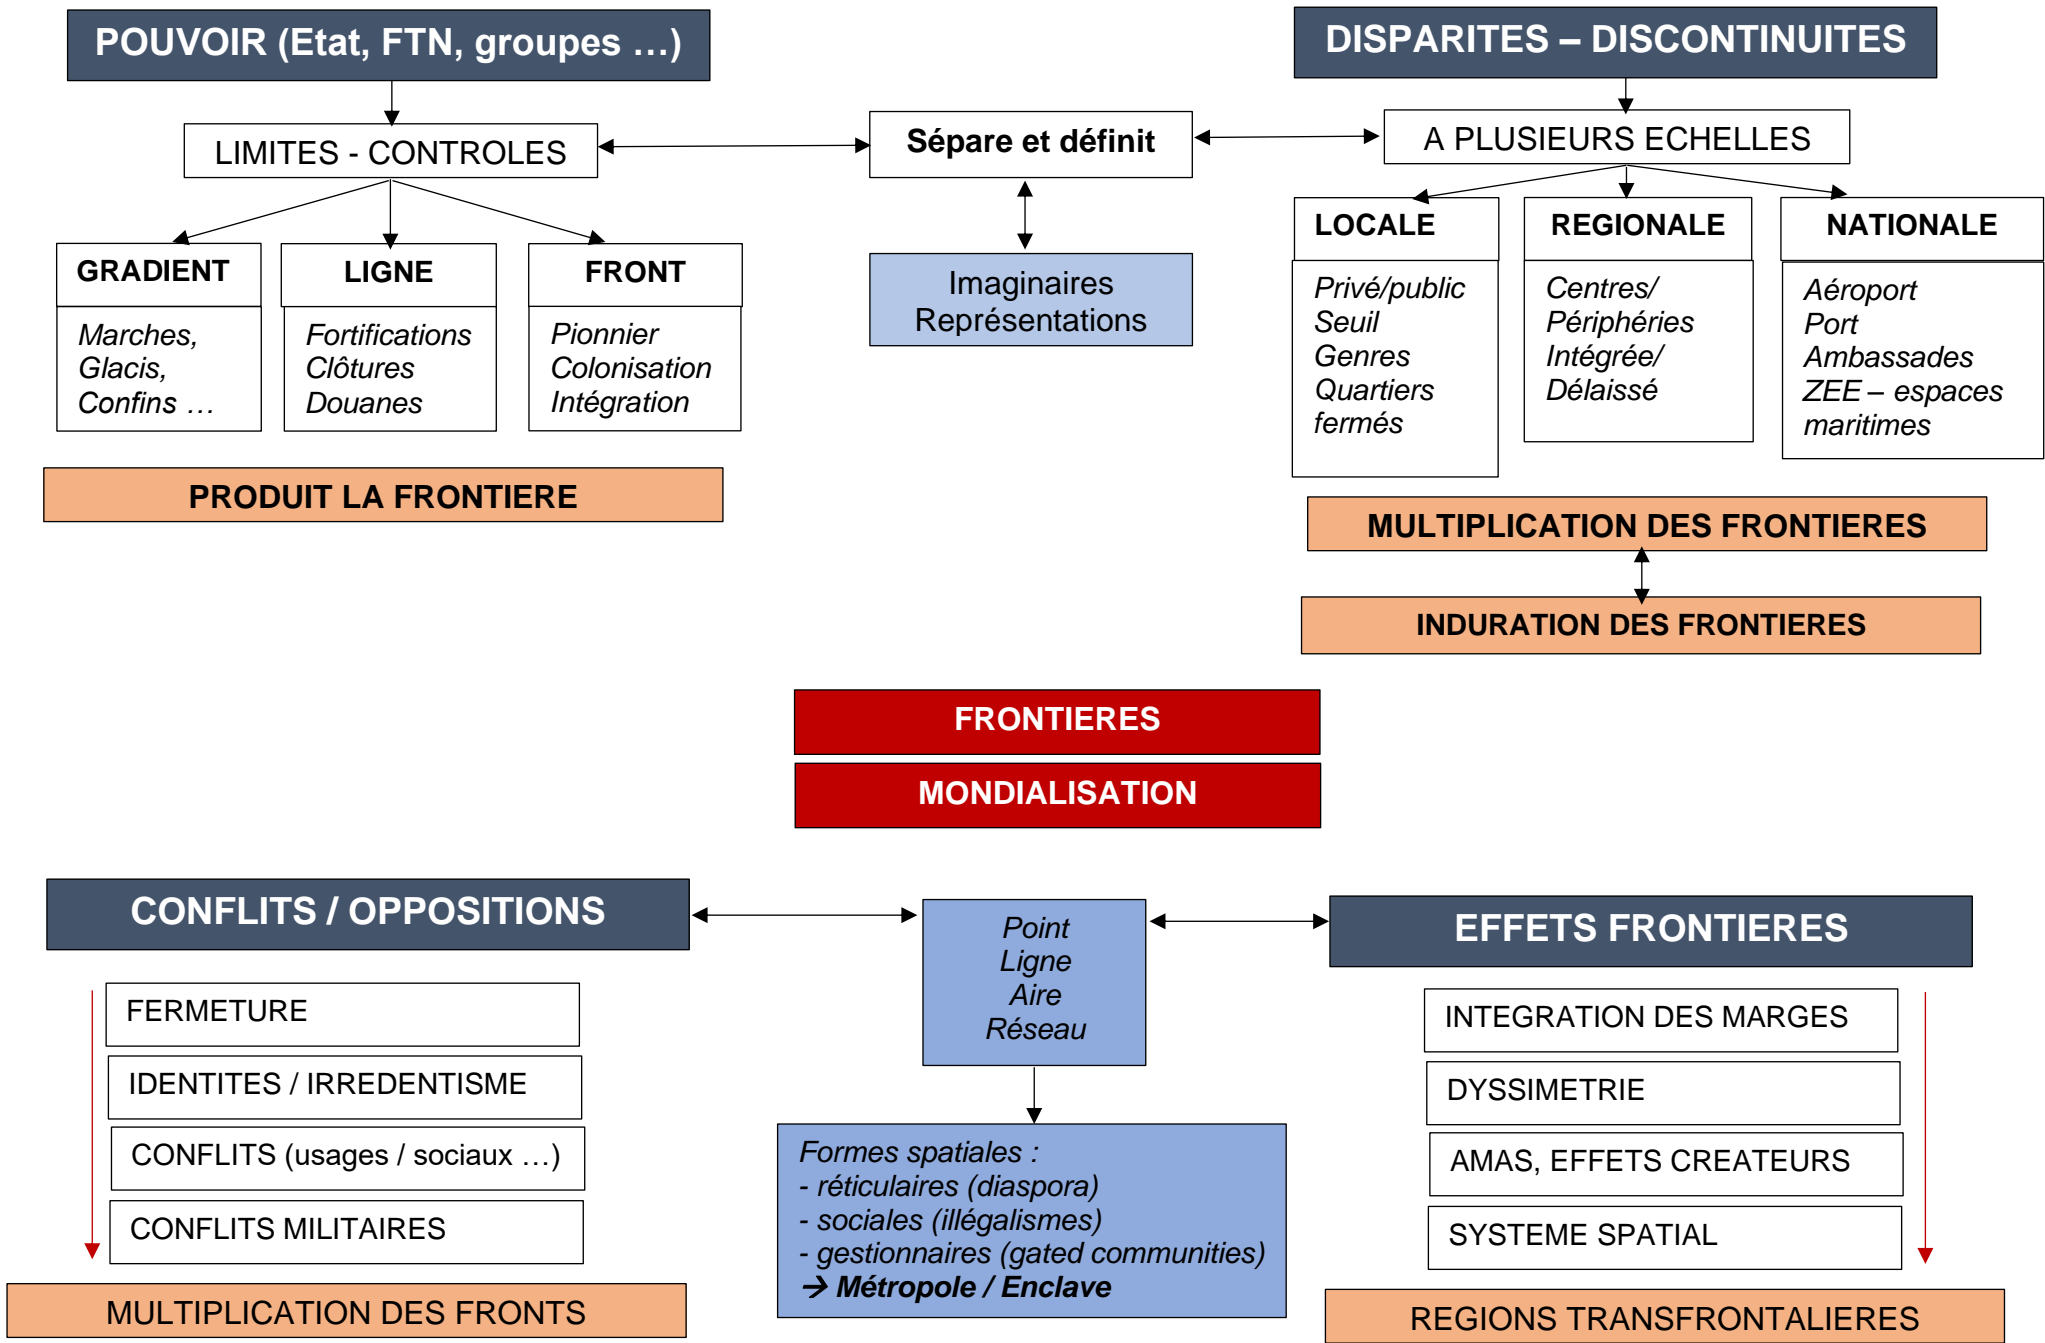 POUVOIR (Etat, FTN, groupes …)
LIMITES - CONTROLES
GRADIENT
Marches,
Glacis,
Confins …
LIGNE
Fortifications
Clôtures
Douanes
FRONT
Pionnier
Colonisation
Intégration
PRODUIT LA FRONTIERE
Sépare et définit
Imaginaires
Représentations
DISPARITES – DISCONTINUITES
A PLUSIEURS ECHELLES
LOCALE
Privé/public
Seuil
Genres
Quartiers
fermés
REGIONALE
Centres/
Périphéries
Intégrée/
Délaissé
NATIONALE
Aéroport
Port
Ambassades
ZEE – espaces
maritimes
MULTIPLICATION DES FRONTIERES
INDURATION DES FRONTIERES
FRONTIERES
MONDIALISATION
CONFLITS / OPPOSITIONS
FERMETURE
IDENTITES / IRREDENTISME
CONFLITS (usages / sociaux …)
CONFLITS MILITAIRES
MULTIPLICATION DES FRONTS
Point
Ligne
Aire
Réseau
Formes spatiales :
- réticulaires (diaspora)
- sociales (illégalismes)
- gestionnaires (gated communities)
→ Métropole / Enclave
EFFETS FRONTIERES
INTEGRATION DES MARGES
DYSSIMETRIE
AMAS, EFFETS CREATEURS
SYSTEME SPATIAL
REGIONS TRANSFRONTALIERES